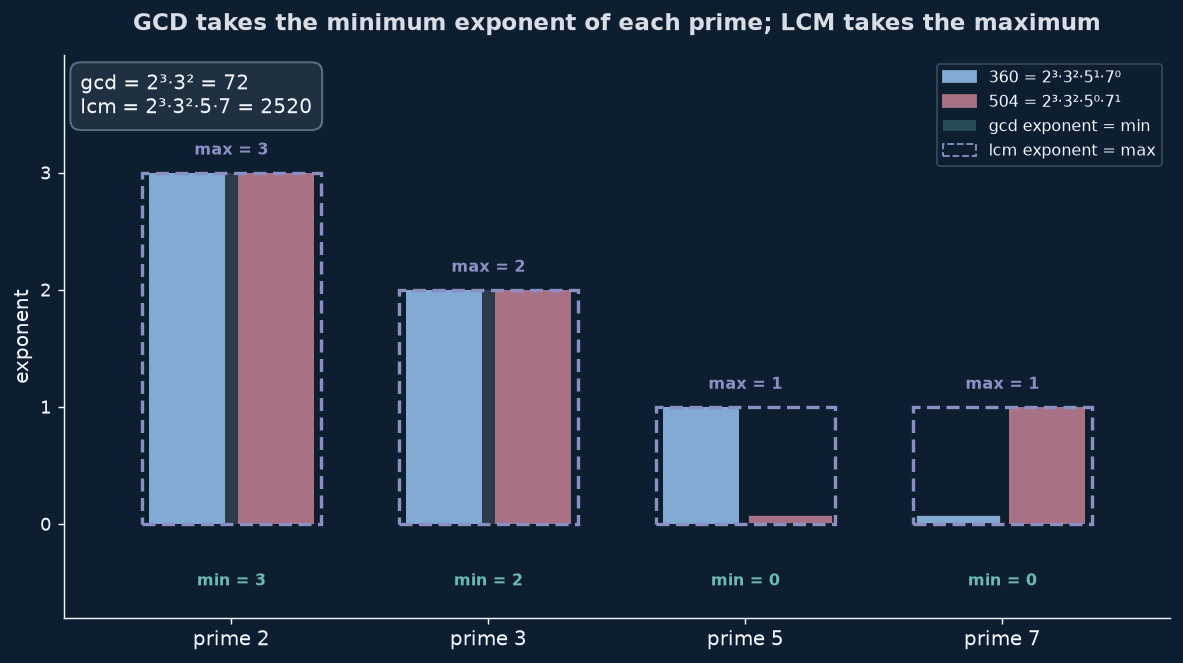 GCD takes the minimum exponent of each prime; LCM takes the maximum
gcd = 2³·3² = 72
lcm = 2³·3²·5·7 = 2520
360 = 2³·3²·5¹·7⁰
504 = 2³·3²·5⁰·7¹
gcd exponent = min
lcm exponent = max
max = 3
max = 2
max = 1
max = 1
exponent
3
2
1
0
min = 3
min = 2
min = 0
min = 0
prime 2
prime 3
prime 5
prime 7